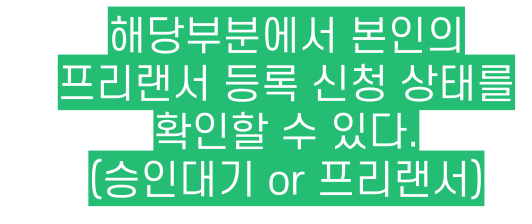 해당부분에서 본인의
프리랜서 등록 신청 상태를
확인할 수 있다.
(승인대기 or 프리랜서)